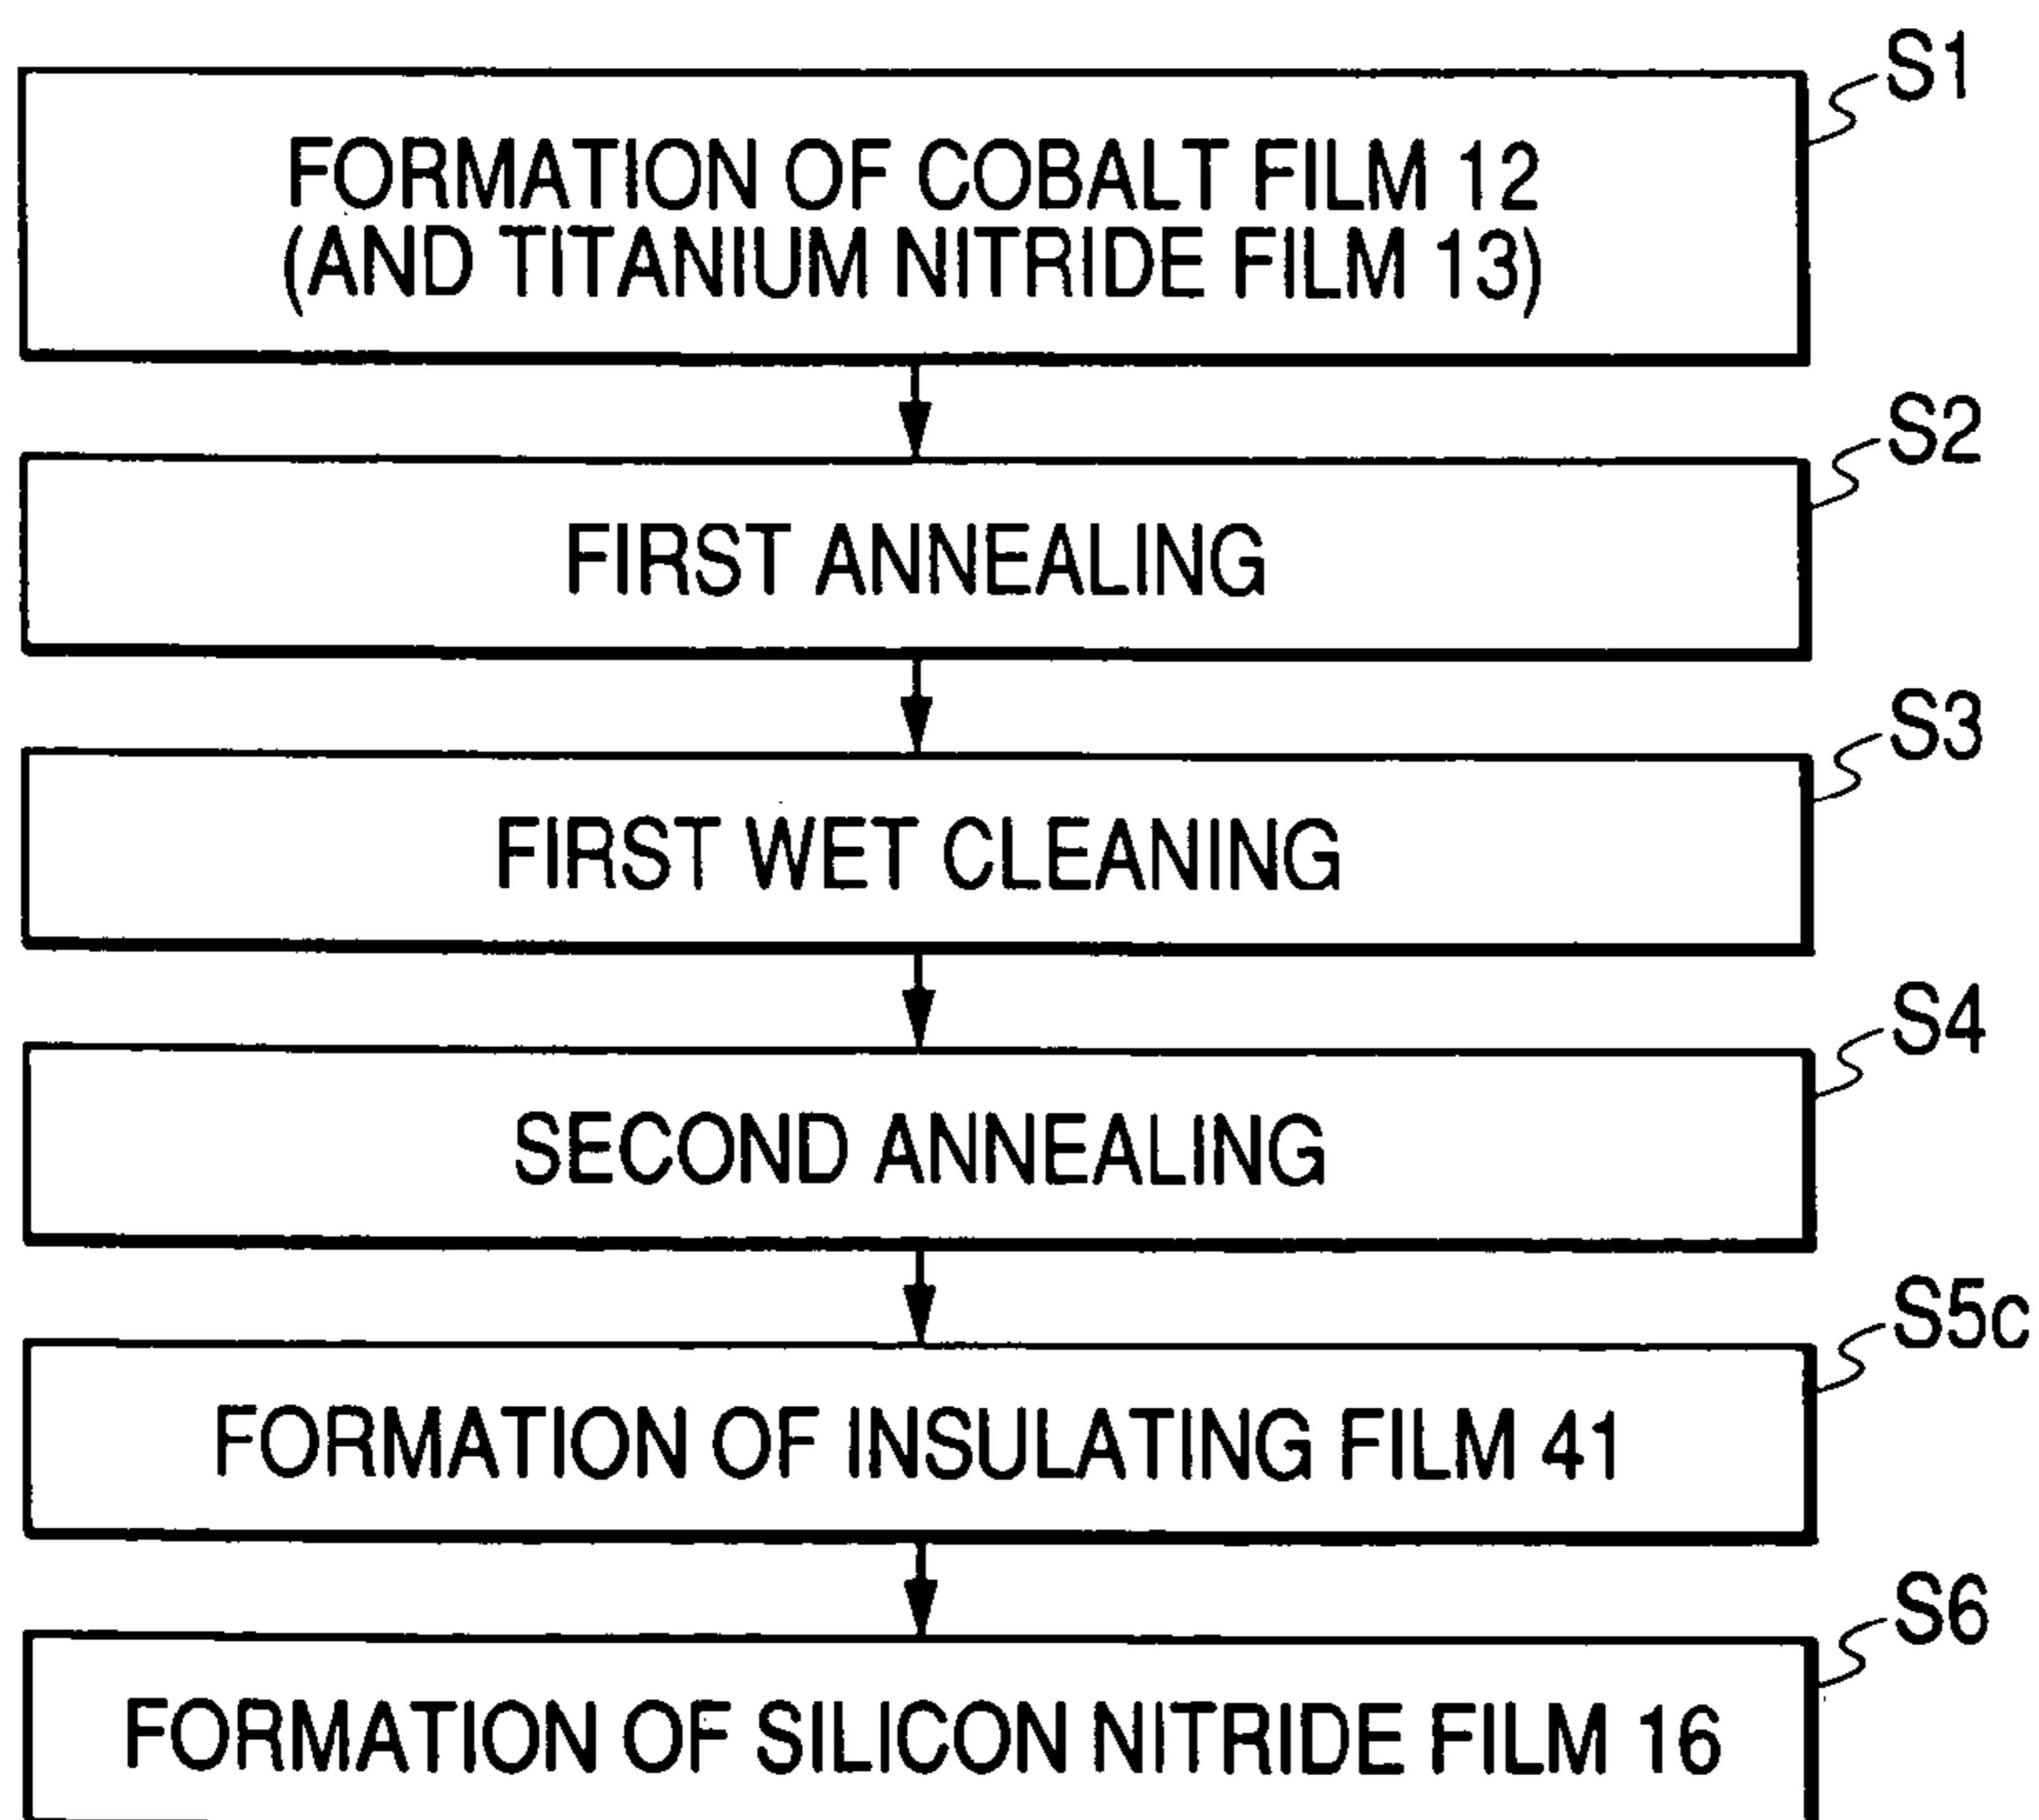 S1
FORMATION OF COBALT FILM 12
(AND TITANIUM NITRIDE FILM 13)
S2
FIRST ANNEALING
S3
FIRST WET CLEANING
S4
SECOND ANNEALING
S5c
FORMATION OF INSULATING FILM 41
S6
FORMATION OF SILICON NITRIDE FILM 16